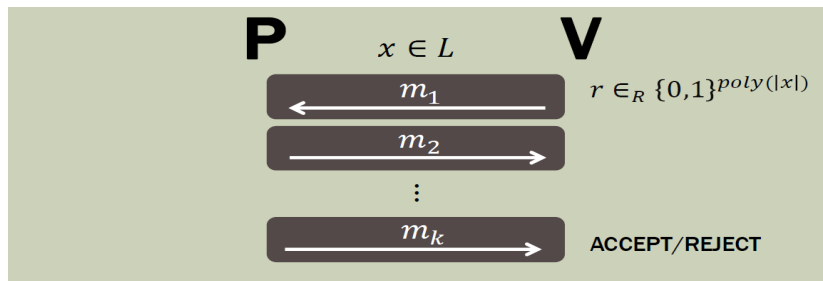 P V
x ∈ L
m₁ r ∈_R {0,1}^{poly(|x|)}
m₂
⋮
m_k ACCEPT/REJECT